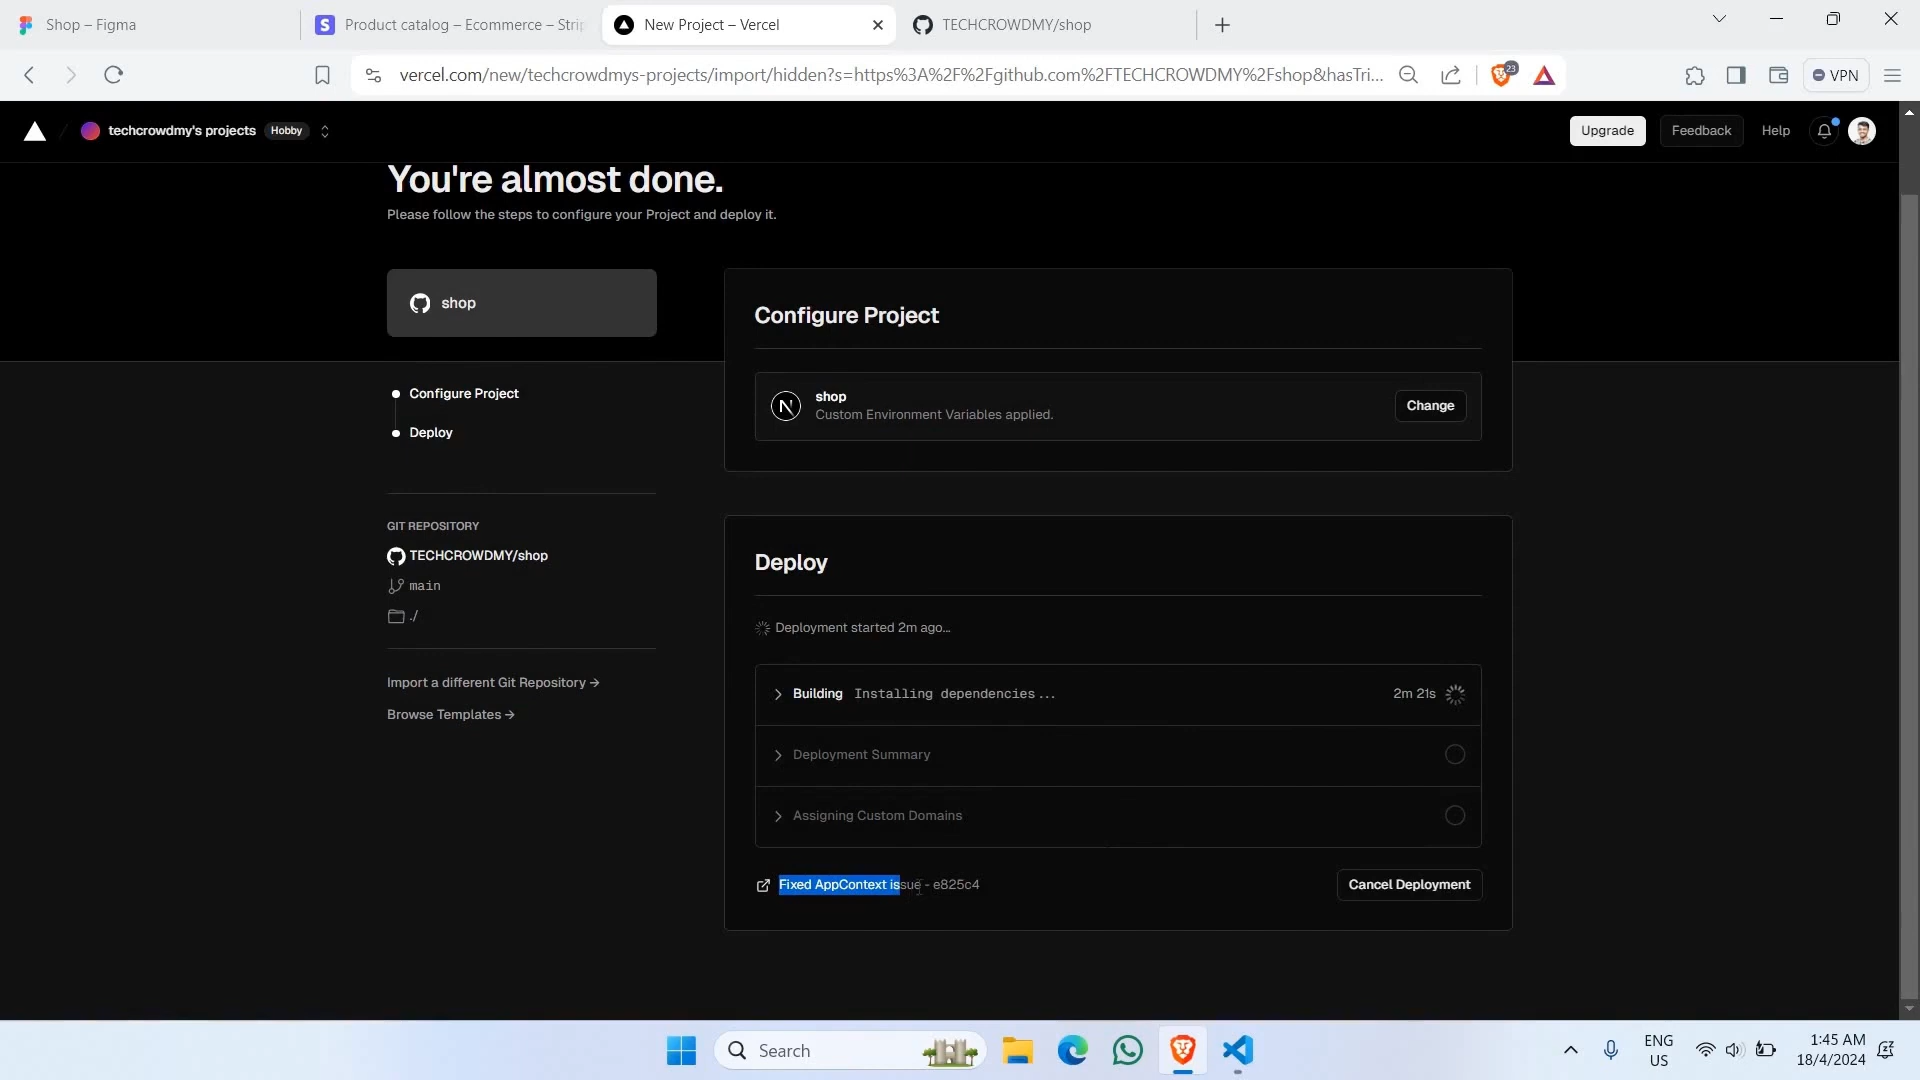 Shop – Figma
Product catalog – Ecommerce – Strip
New Project – Vercel
TECHCROWDMY/shop
vercel.com/new/techcrowdmys-projects/import/hidden?s=https%3A%2F%2Fgithub.com%2FTECHCROWDMY%2Fshop&hasTri...
23
VPN
techcrowdmy's projects
Hobby
Upgrade
Feedback
Help
You're almost done.
Please follow the steps to configure your Project and deploy it.
shop
Configure Project
Deploy
GIT REPOSITORY
TECHCROWDMY/shop
main
./
Import a different Git Repository →
Browse Templates →
Configure Project
shop
Custom Environment Variables applied.
Change
Deploy
Deployment started 2m ago...
Building Installing dependencies...
2m 21s
Deployment Summary
Assigning Custom Domains
Fixed AppContext issue - e825c4
Cancel Deployment
Search
ENG
US
1:45 AM
18/4/2024